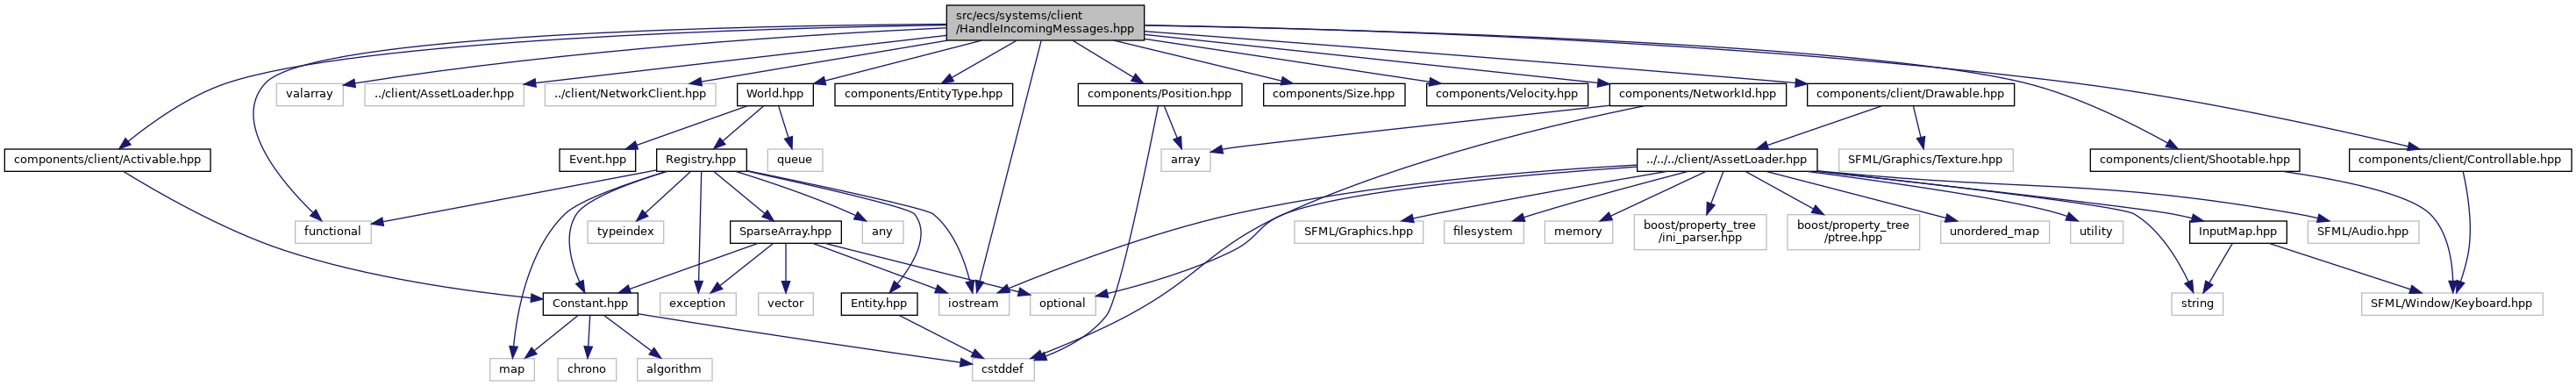 src/ecs/systems/client
/HandleIncomingMessages.hpp
valarray
../client/AssetLoader.hpp
../client/NetworkClient.hpp
World.hpp
components/EntityType.hpp
components/Position.hpp
components/Size.hpp
components/Velocity.hpp
components/NetworkId.hpp
components/client/Drawable.hpp
components/client/Activable.hpp
Event.hpp
Registry.hpp
queue
array
../../../client/AssetLoader.hpp
SFML/Graphics/Texture.hpp
components/client/Shootable.hpp
components/client/Controllable.hpp
functional
typeindex
SparseArray.hpp
any
SFML/Graphics.hpp
filesystem
memory
boost/property_tree
/ini_parser.hpp
boost/property_tree
/ptree.hpp
unordered_map
utility
InputMap.hpp
SFML/Audio.hpp
Constant.hpp
exception
vector
Entity.hpp
iostream
optional
string
SFML/Window/Keyboard.hpp
map
chrono
algorithm
cstddef